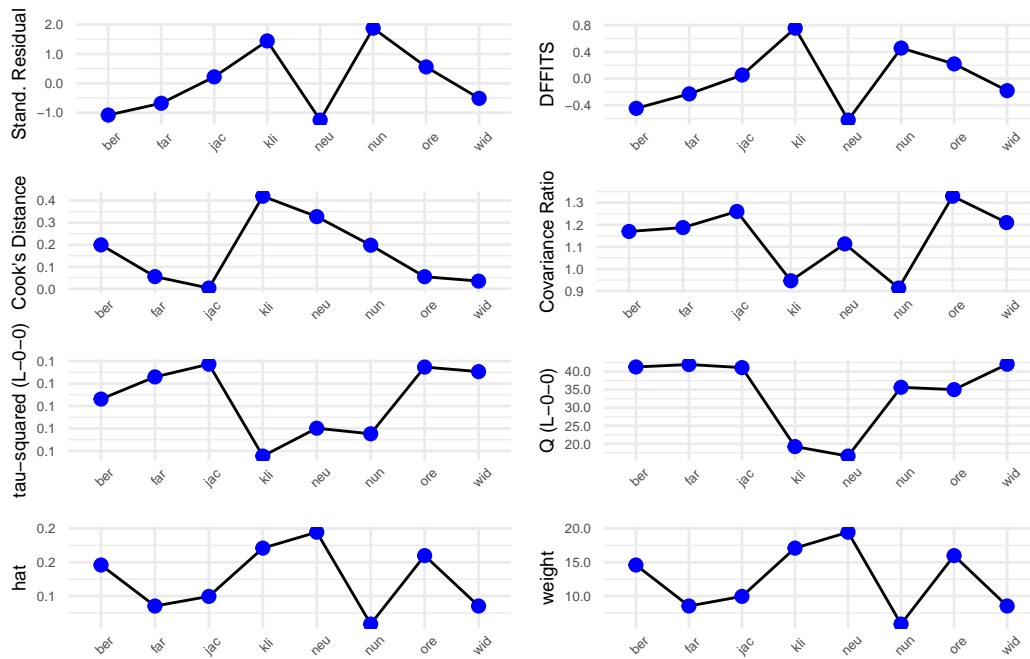 Stand. Residual
2.0
1.0
0.0
−1.0
ber far jac kli neu nun ore wid
DFFITS
0.8
0.4
0.0
−0.4
ber far jac kli neu nun ore wid
Cook's Distance
0.4
0.3
0.2
0.1
0.0
ber far jac kli neu nun ore wid
Covariance Ratio
1.3
1.2
1.1
1.0
0.9
ber far jac kli neu nun ore wid
tau−squared (L−0−0)
0.1
0.1
0.1
0.1
0.1
ber far jac kli neu nun ore wid
Q (L−0−0)
40.0
35.0
30.0
25.0
20.0
ber far jac kli neu nun ore wid
hat
0.2
0.2
0.1
ber far jac kli neu nun ore wid
weight
20.0
15.0
10.0
ber far jac kli neu nun ore wid